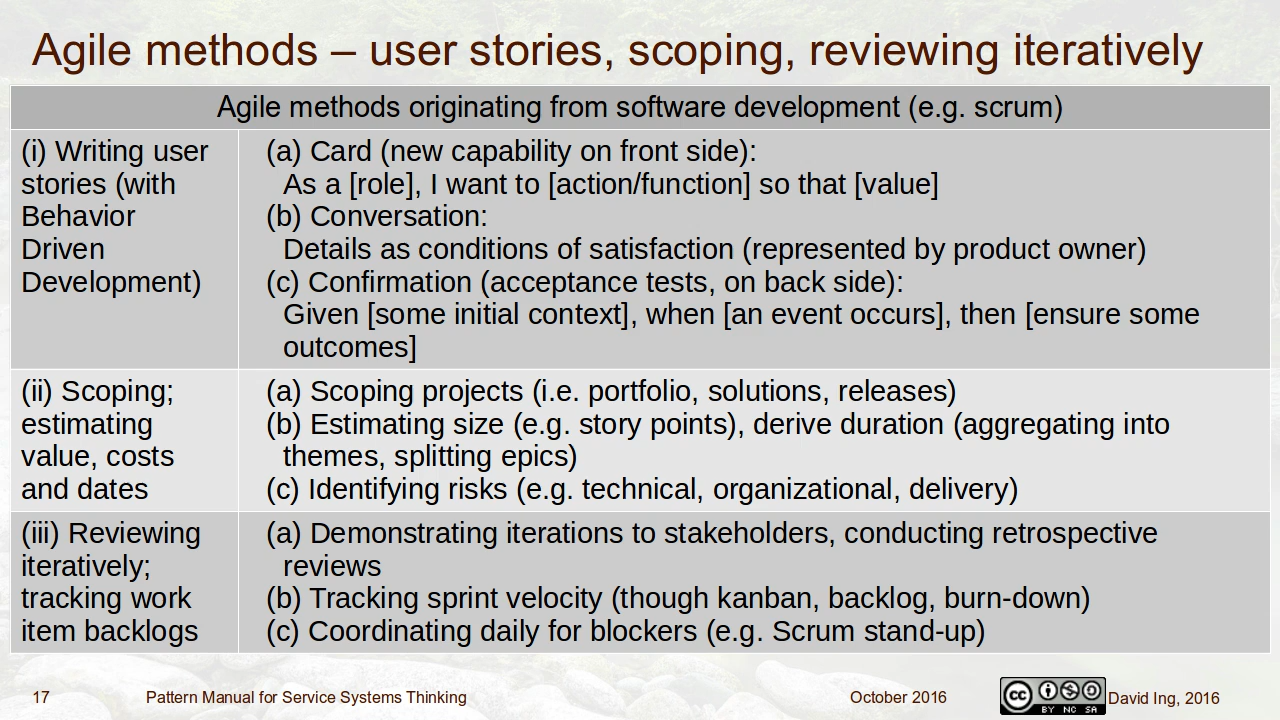 Agile methods – user stories, scoping, reviewing iteratively
Agile methods originating from software development (e.g. scrum)
(i) Writing user
stories (with
Behavior
Driven
Development)
(a) Card (new capability on front side):
As a [role], I want to [action/function] so that [value]
(b) Conversation:
Details as conditions of satisfaction (represented by product owner)
(c) Confirmation (acceptance tests, on back side):
Given [some initial context], when [an event occurs], then [ensure some
outcomes]
(ii) Scoping;
estimating
value, costs
and dates
(a) Scoping projects (i.e. portfolio, solutions, releases)
(b) Estimating size (e.g. story points), derive duration (aggregating into
themes, splitting epics)
(c) Identifying risks (e.g. technical, organizational, delivery)
(iii) Reviewing
iteratively;
tracking work
item backlogs
(a) Demonstrating iterations to stakeholders, conducting retrospective
reviews
(b) Tracking sprint velocity (though kanban, backlog, burn-down)
(c) Coordinating daily for blockers (e.g. Scrum stand-up)
17
Pattern Manual for Service Systems Thinking
October 2016
cc
BY NC SA
David Ing, 2016